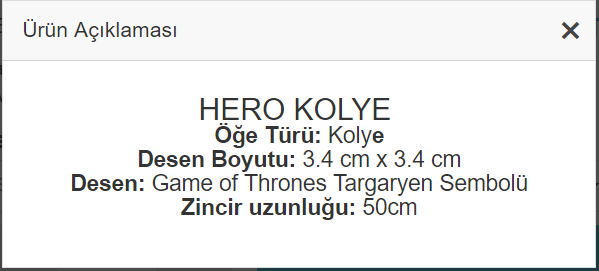 Ürün Açıklaması
HERO KOLYE
Öğe Türü: Kolye
Desen Boyutu: 3.4 cm x 3.4 cm
Desen: Game of Thrones Targaryen Sembolü
Zincir uzunluğu: 50cm